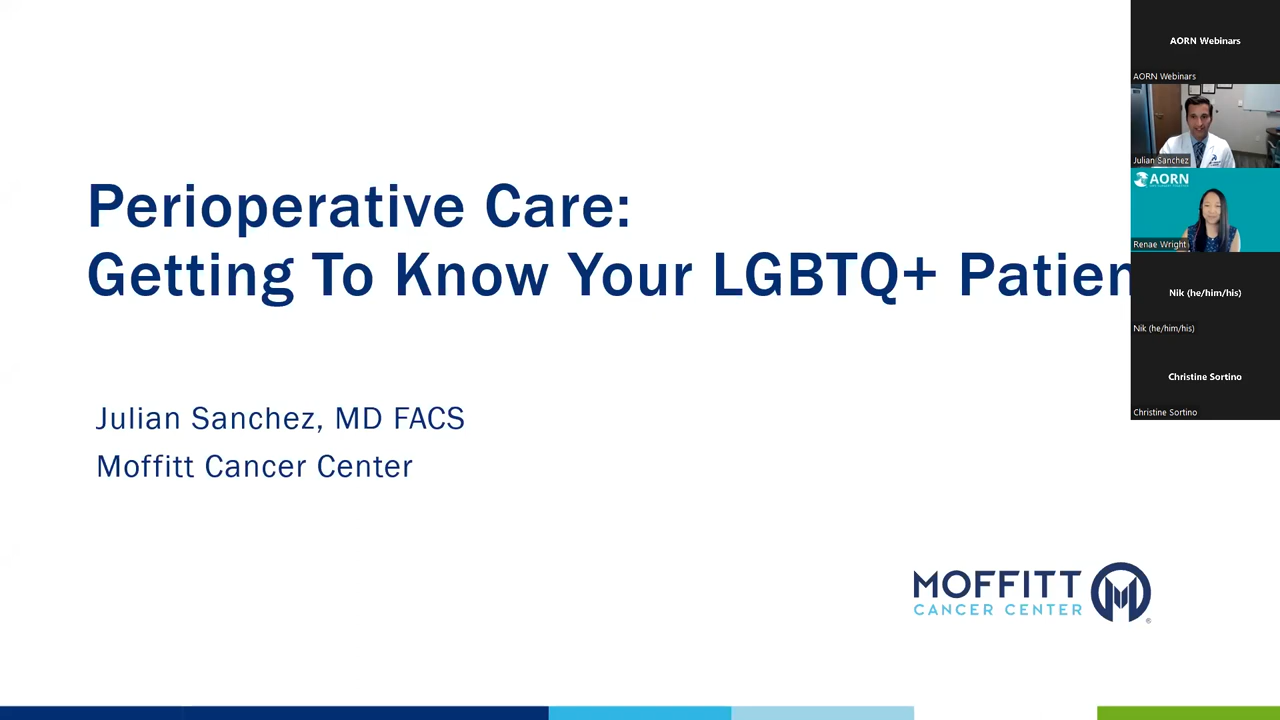 Perioperative Care:
Getting To Know Your LGBTQ+ Patien
Julian Sanchez, MD FACS
Moffitt Cancer Center
MOFFITT
CANCER CENTER
®
AORN Webinars
AORN Webinars
Julian Sanchez
AORN
Renae Wright
Nik (he/him/his)
Nik (he/him/his)
Christine Sortino
Christine Sortino